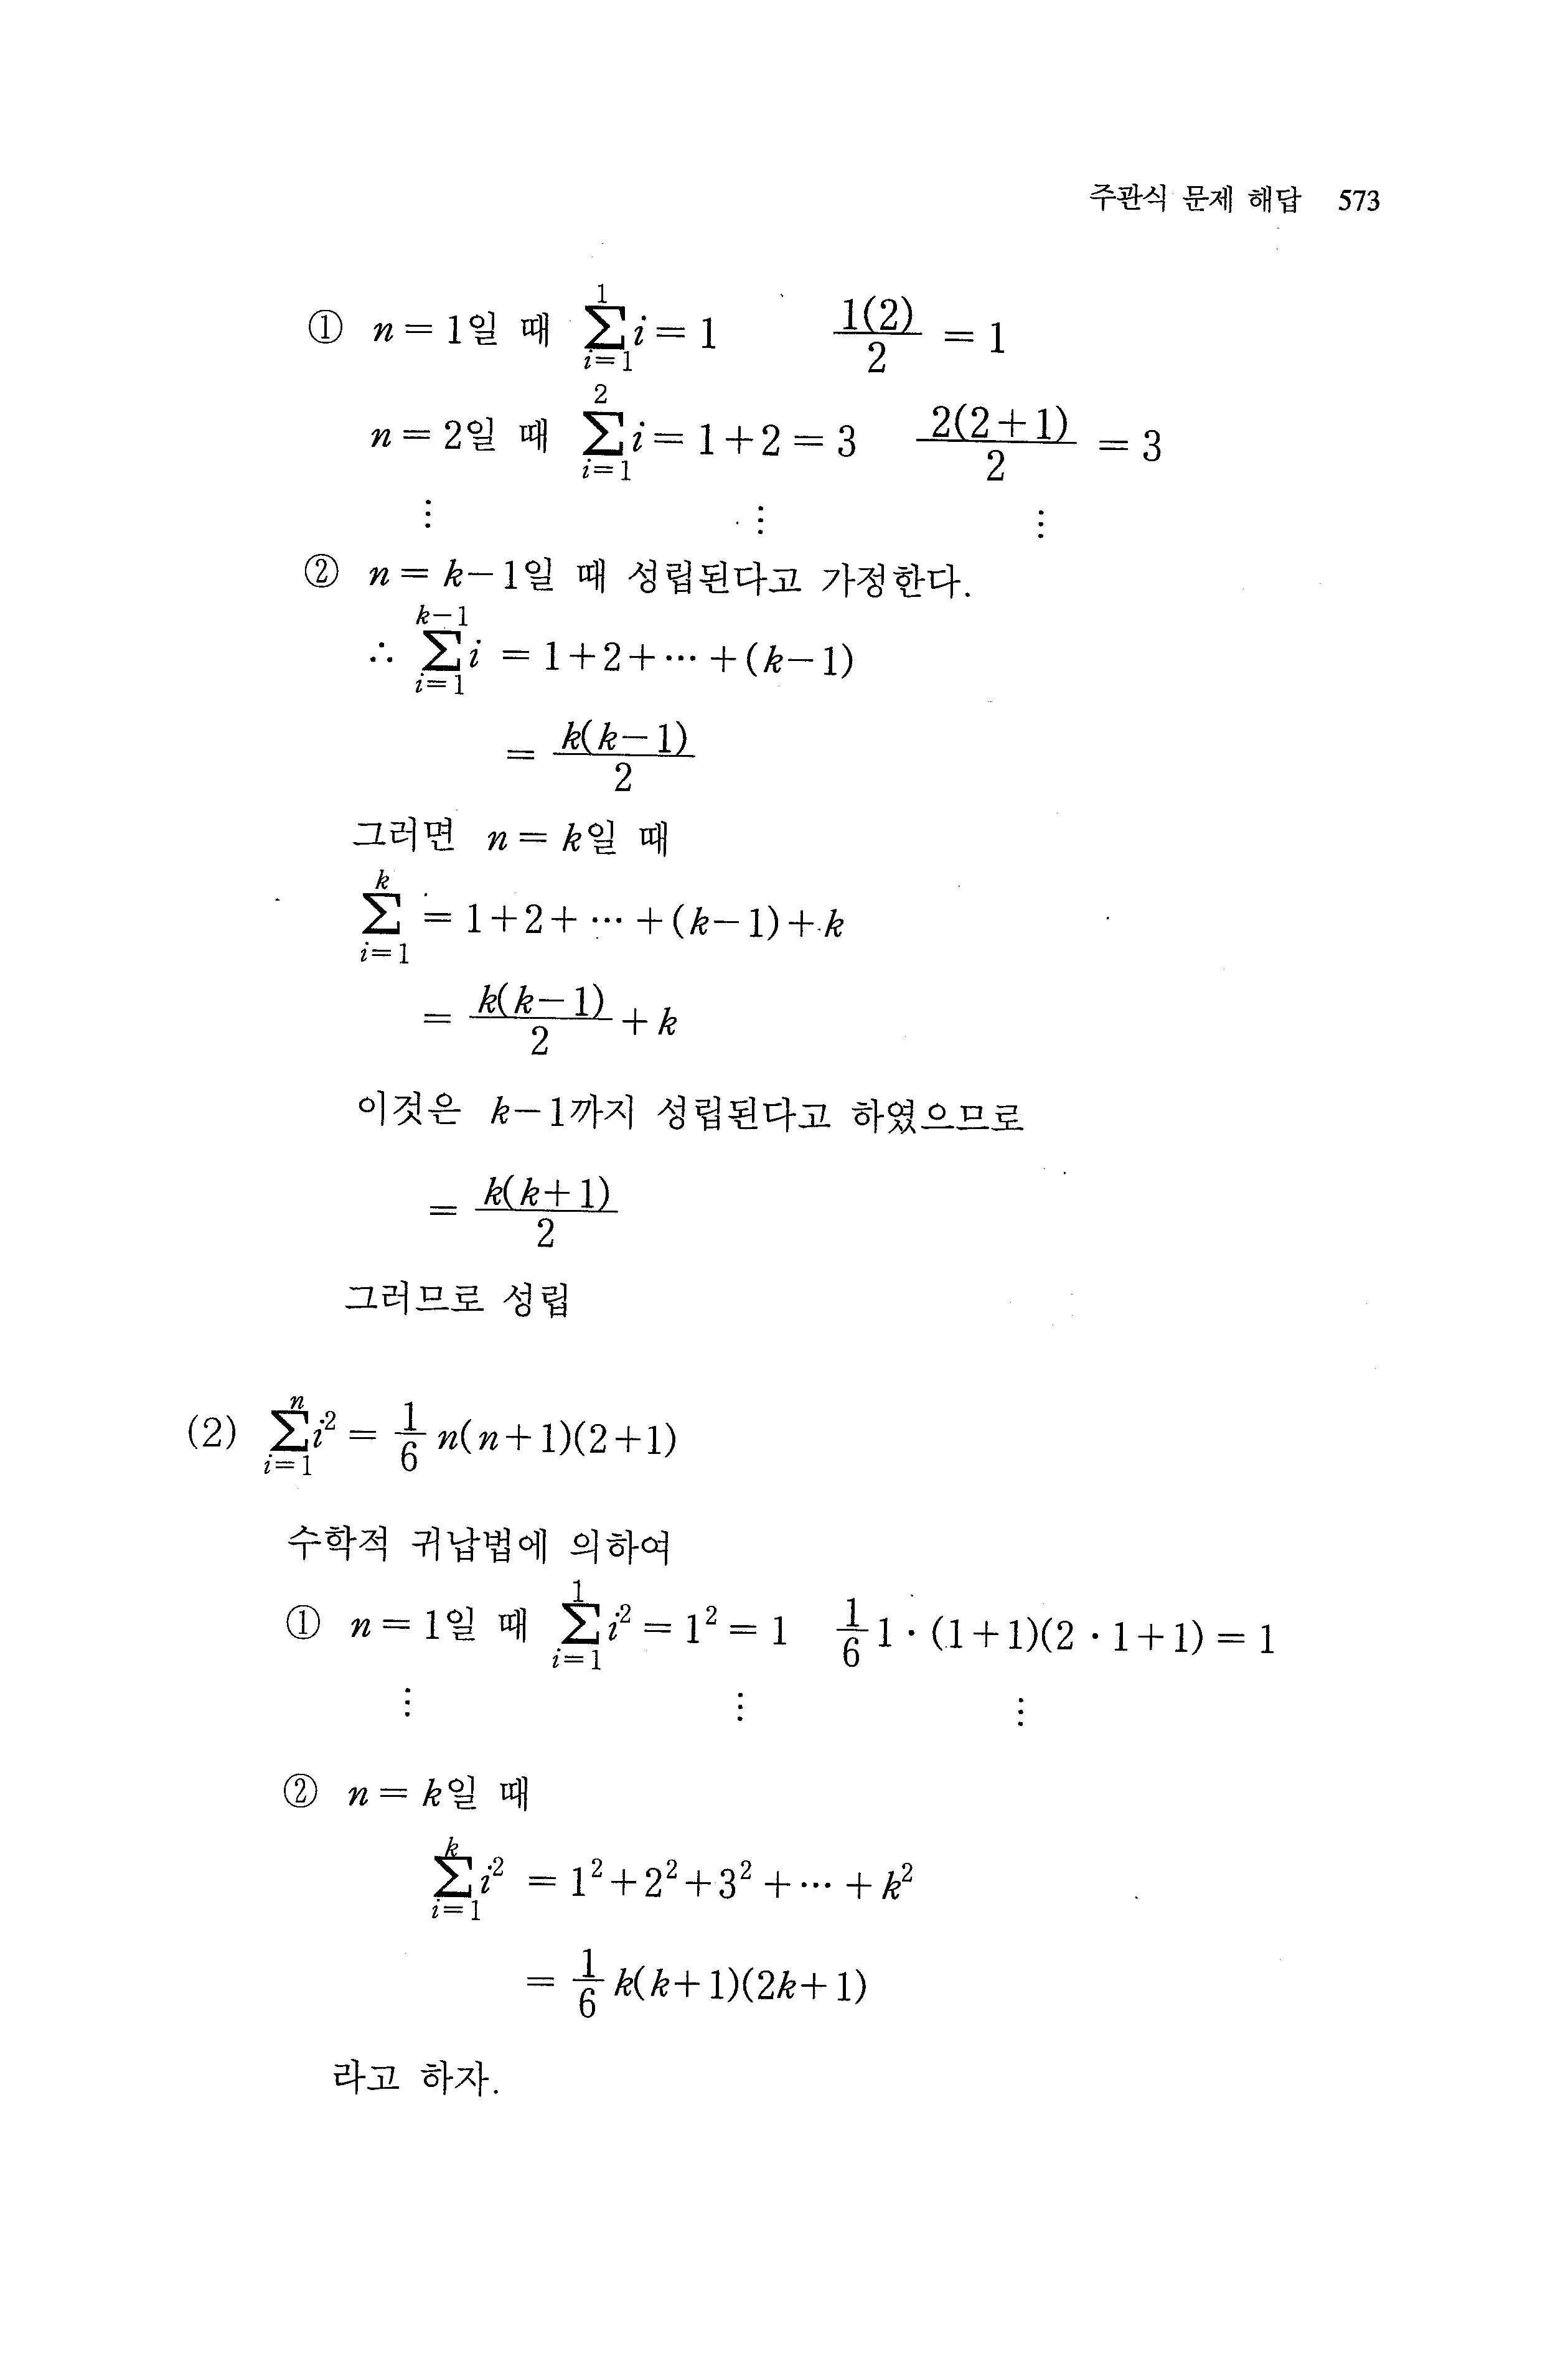 주관식 문제 해답 573
① n = 1일 때 \sum_{i=1}^{1} i = 1 \frac{1(2)}{2} = 1
n = 2일 때 \sum_{i=1}^{2} i = 1+2 = 3 \frac{2(2+1)}{2} = 3
⋮ ⋮ ⋮
② n = k-1일 때 성립된다고 가정한다.
∴ \sum_{i=1}^{k-1} i = 1+2+⋯+(k-1)
= \frac{k(k-1)}{2}
그러면 n = k일 때
\sum_{i=1}^{k} = 1+2+⋯+(k-1)+k
= \frac{k(k-1)}{2}+k
이것은 k-1까지 성립된다고 하였으므로
= \frac{k(k+1)}{2}
그러므로 성립
(2) \sum_{i=1}^{n} i^2 = \frac{1}{6} n(n+1)(2+1)
수학적 귀납법에 의하여
① n = 1일 때 \sum_{i=1}^{1} i^2 = 1^2 = 1 \frac{1}{6} 1·(1+1)(2·1+1) = 1
⋮ ⋮ ⋮
② n = k일 때
\sum_{i=1}^{k} i^2 = 1^2+2^2+3^2+⋯+k^2
= \frac{1}{6} k(k+1)(2k+1)
라고 하자.